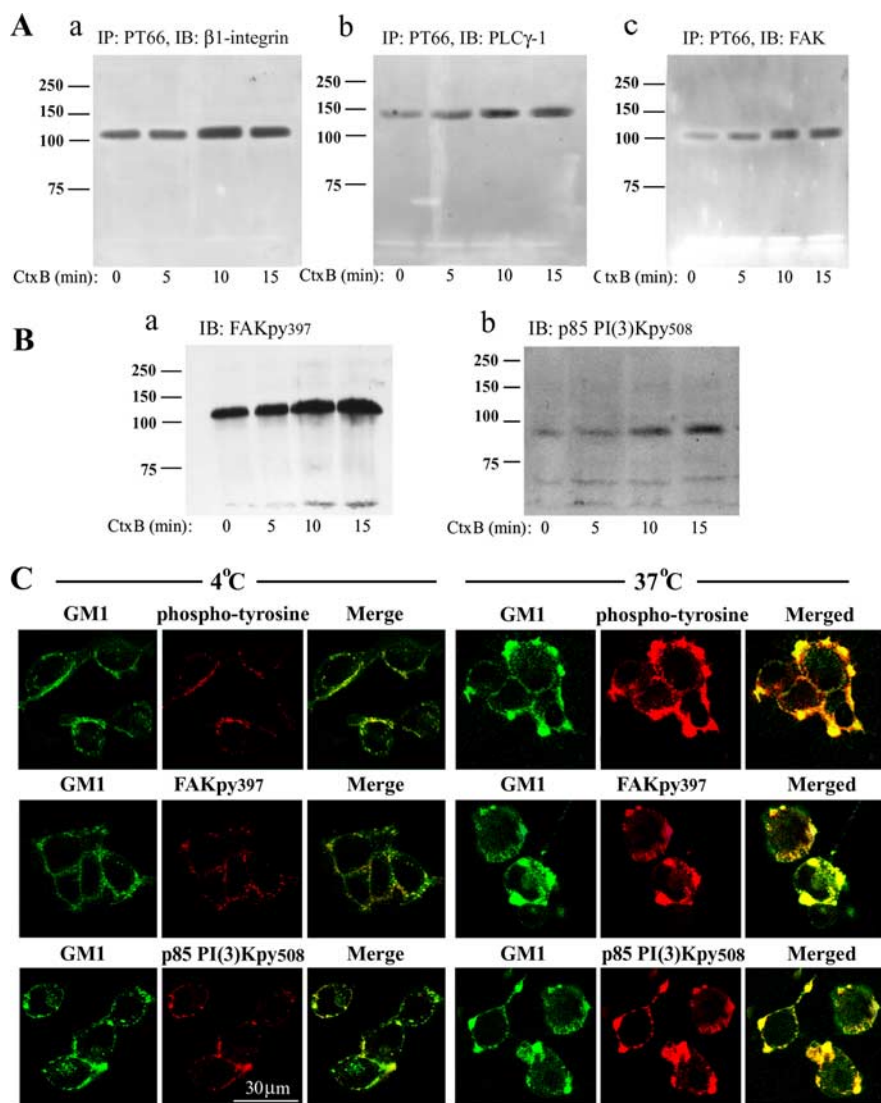 A a b c
IP: PT66, IB: β1-integrin IP: PT66, IB: PLCγ-1 IP: PT66, IB: FAK
250 250 250
150 150 150
100 100 100
75 75 75
CtxB (min): 0 5 10 15 CtxB (min): 0 5 10 15 CtxB (min): 0 5 10 15
B a b
IB: FAKpy397 IB: p85 PI(3)Kpy508
250 250
150 150
100 100
75 75
CtxB (min): 0 5 10 15 CtxB (min): 0 5 10 15
C 4°C 37°C
GM1 phospho-tyrosine Merge GM1 phospho-tyrosine Merged
GM1 FAKpy397 Merge GM1 FAKpy397 Merged
GM1 p85 PI(3)Kpy508 Merge GM1 p85 PI(3)Kpy508 Merged
30μm